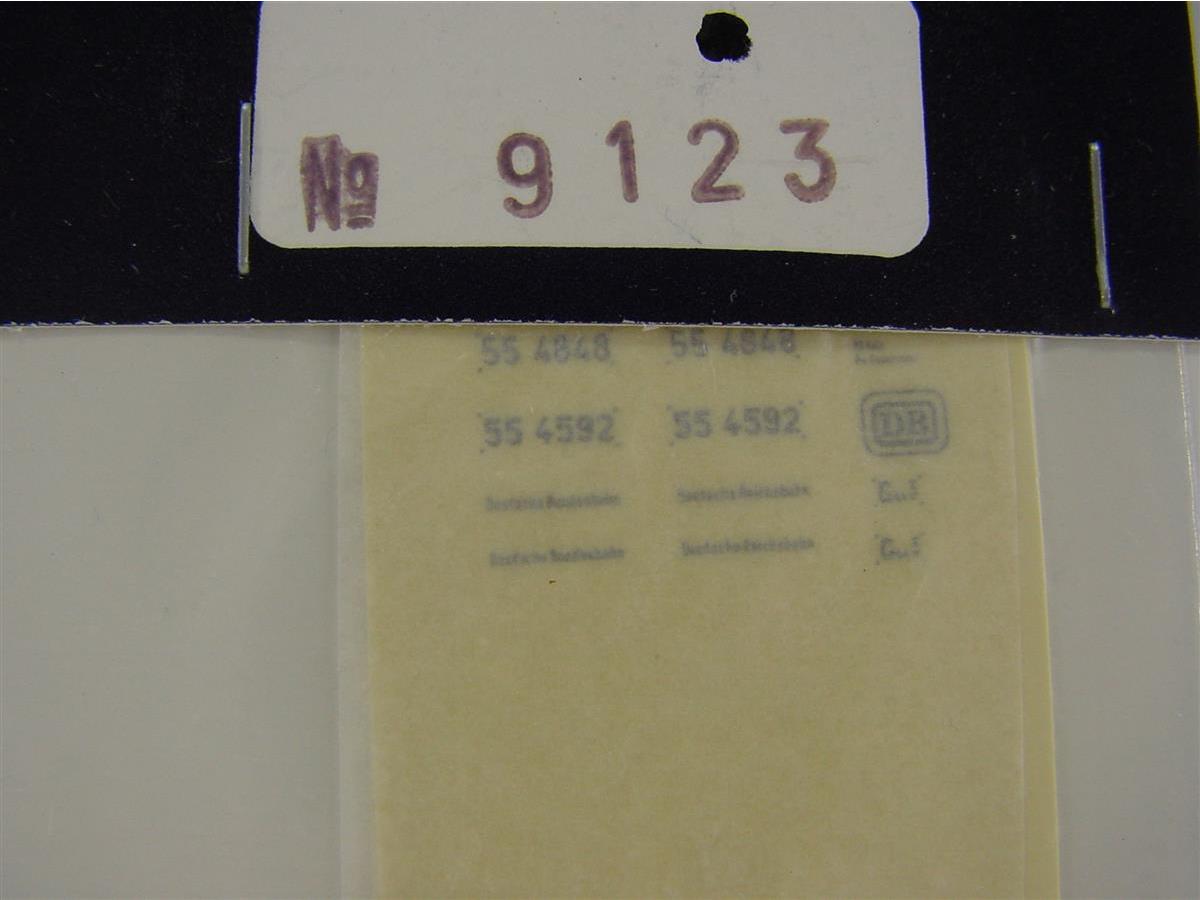 № 9123
55 4848 55 4848
55 4592 55 4592 DB
Deutsche Bundesbahn Deutsche Reichsbahn
Deutsche Bundesbahn Deutsche Reichsbahn